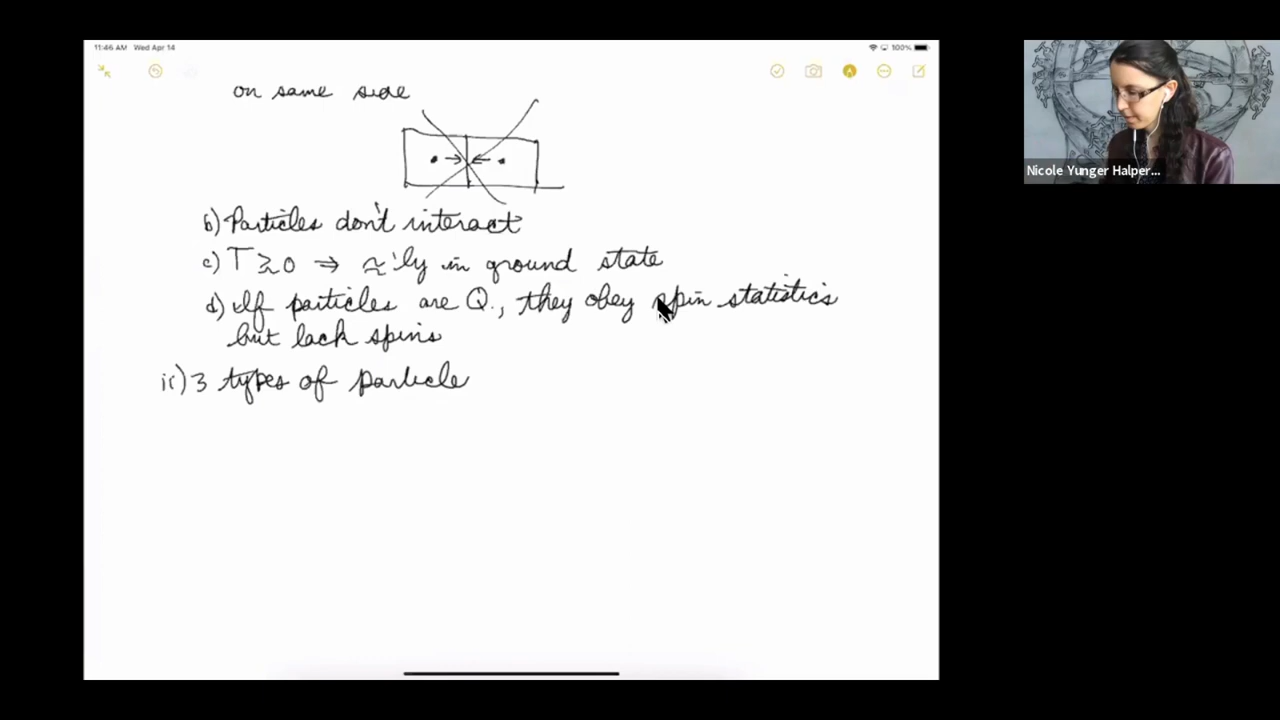 11:46 AM Wed Apr 14
100%
on same side
b) Particles don't interact
c) T ≳ 0 ⇒ ≈'ly in ground state
d) If particles are Q., they obey spin statistics
but lack spins
ii) 3 types of particle
Nicole Yunger Halper...